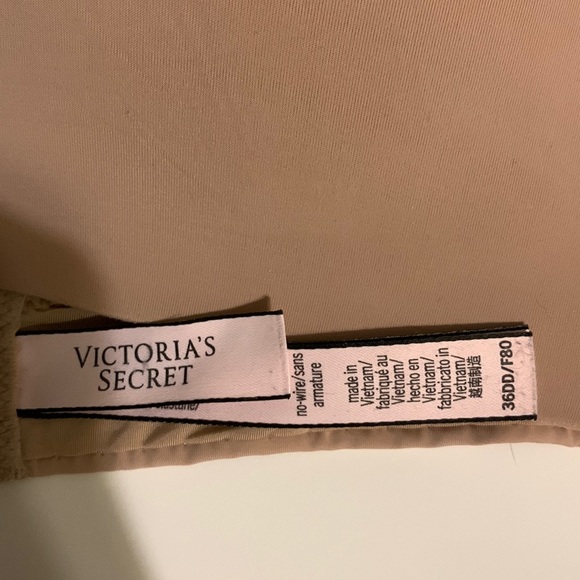 VICTORIA'S
SECRET
no-wire/sans
armature
made in
Vietnam/
fabriqué au
Vietnam/
hecho en
Vietnam/
fabbricato in
Vietnam/
越南制造
36DD/F80